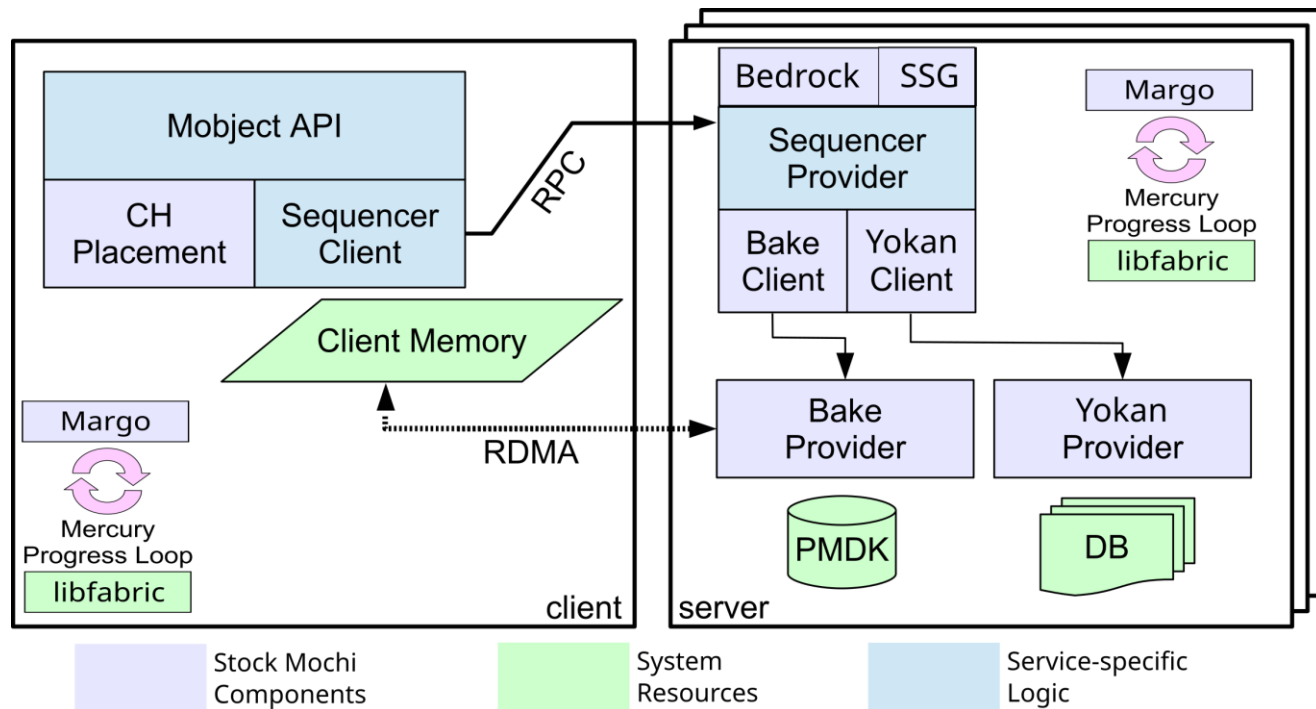 Mobject API
CH
Placement
Sequencer
Client
RPC
Client Memory
RDMA
Margo
Mercury
Progress Loop
libfabric
client
Bedrock
SSG
Sequencer
Provider
Bake
Client
Yokan
Client
Margo
Mercury
Progress Loop
libfabric
Bake
Provider
Yokan
Provider
PMDK
DB
server
Stock Mochi
Components
System
Resources
Service-specific
Logic